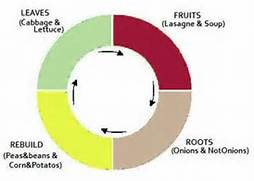 LEAVES
(Cabbage &
Lettuce)
FRUITS
(Lasagne & Soup)
REBUILD
(Peas&beans &
Corn&Potatos)
ROOTS
(Onions & NotOnions)